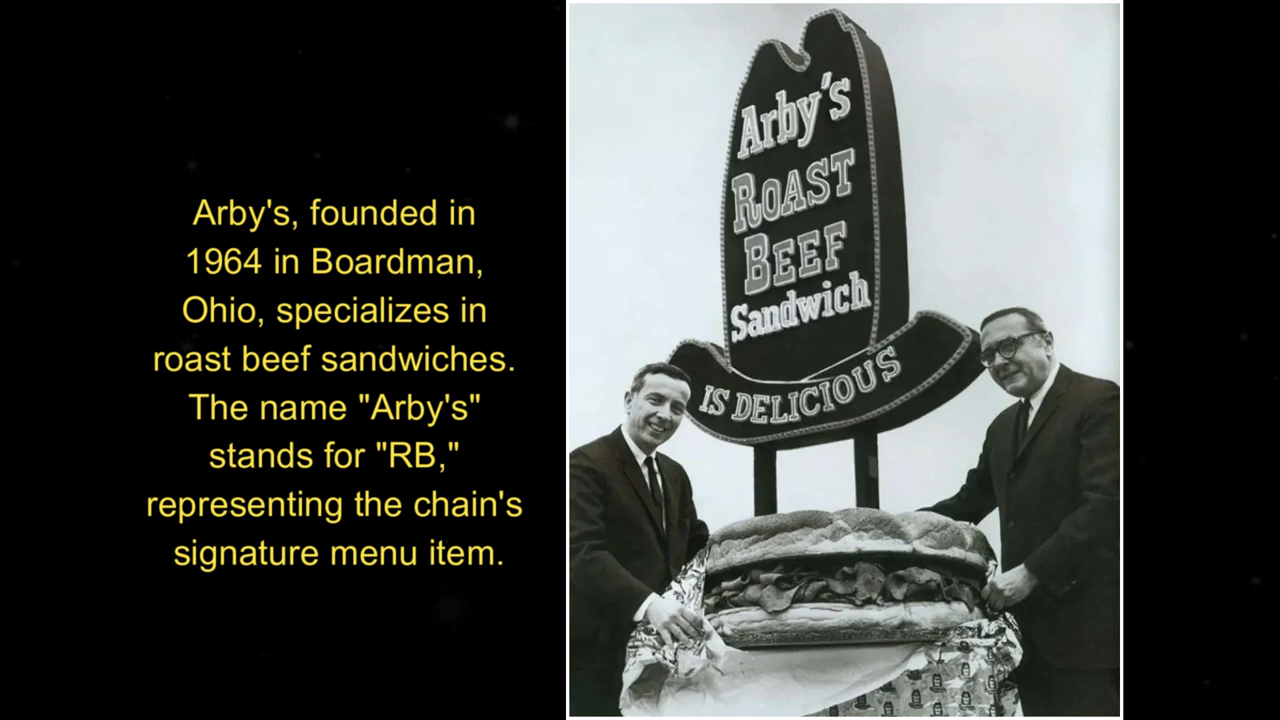 Arby's, founded in
1964 in Boardman,
Ohio, specializes in
roast beef sandwiches.
The name "Arby's"
stands for "RB,"
representing the chain's
signature menu item.
Arby's
ROAST
BEEF
Sandwich
IS DELICIOUS